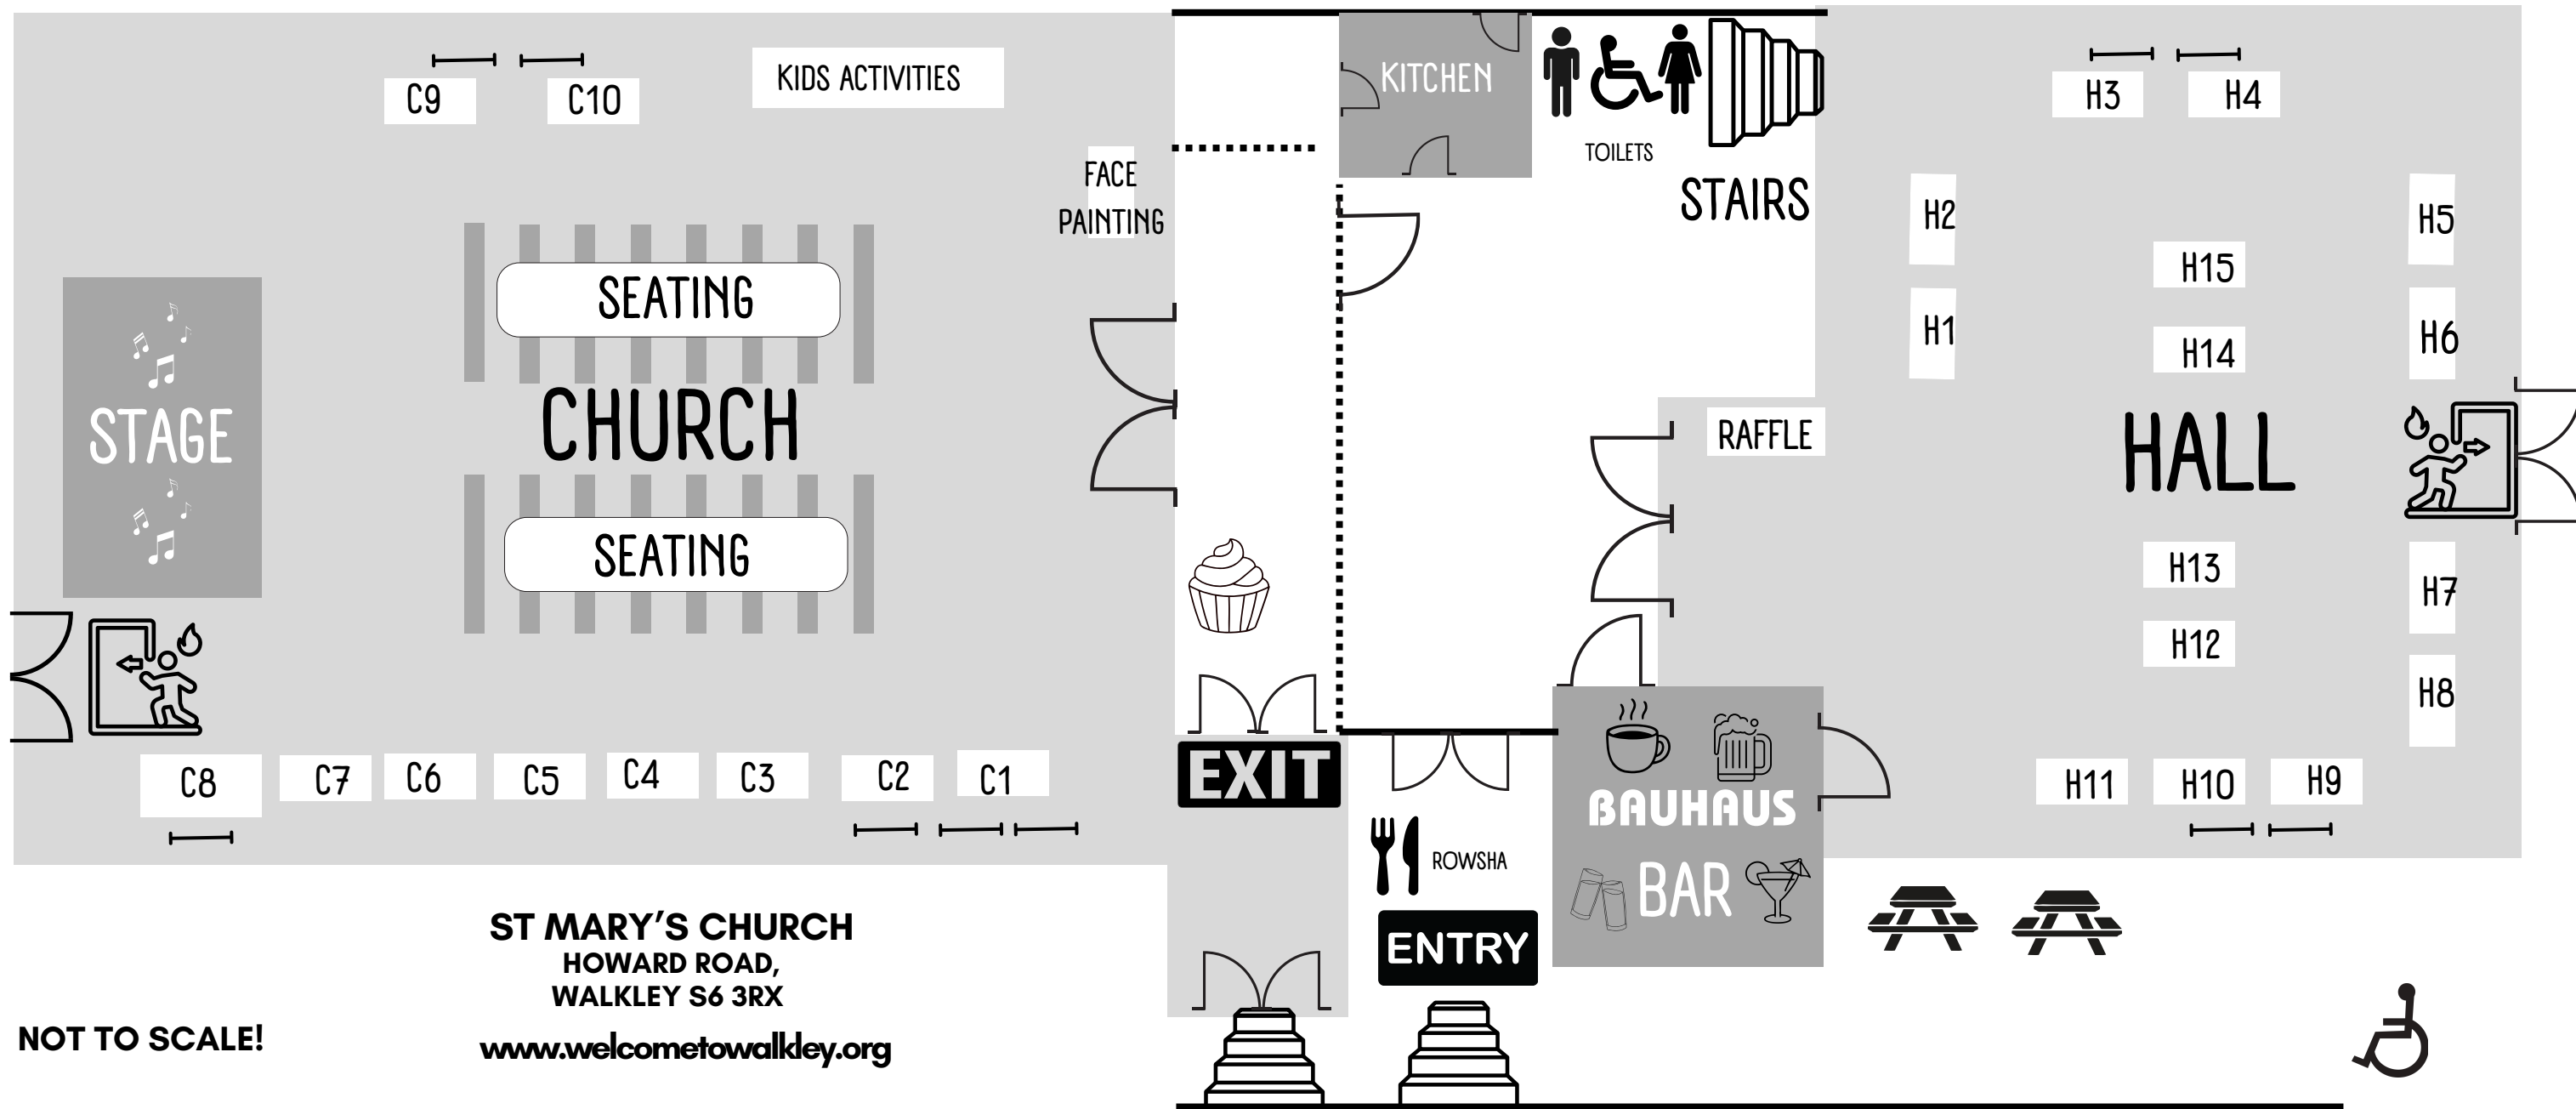 C9
C10
KIDS ACTIVITIES
FACE
PAINTING
SEATING
STAGE
CHURCH
SEATING
C8
C7
C6
C5
C4
C3
C2
C1
KITCHEN
TOILETS
STAIRS
RAFFLE
H3
H4
H2
H5
H15
H1
H6
H14
HALL
H13
H7
H12
H8
H11
H10
H9
EXIT
BAUHAUS
ROWSHA
BAR
ENTRY
ST MARY'S CHURCH
HOWARD ROAD,
WALKLEY S6 3RX
NOT TO SCALE!
www.welcometowalkley.org